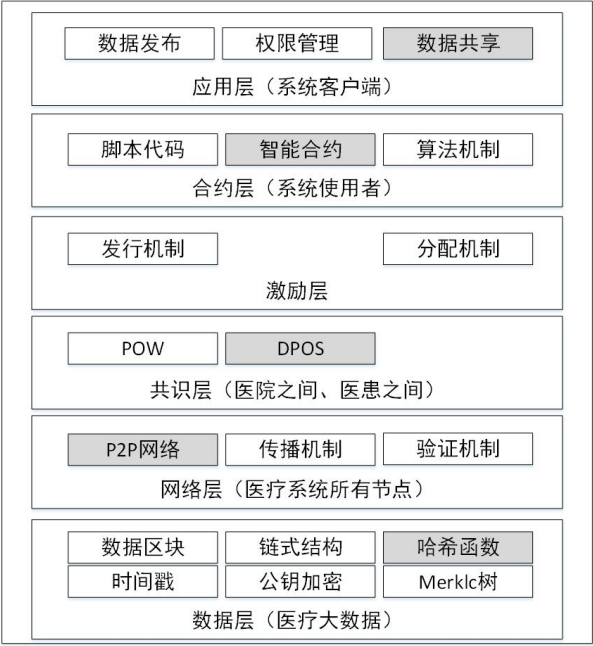 数据发布 权限管理 数据共享
应用层（系统客户端）
脚本代码 智能合约 算法机制
合约层（系统使用者）
发行机制 分配机制
激励层
POW DPOS
共识层（医院之间、医患之间）
P2P网络 传播机制 验证机制
网络层（医疗系统所有节点）
数据区块 链式结构 哈希函数
时间戳 公钥加密 Merklc树
数据层（医疗大数据）